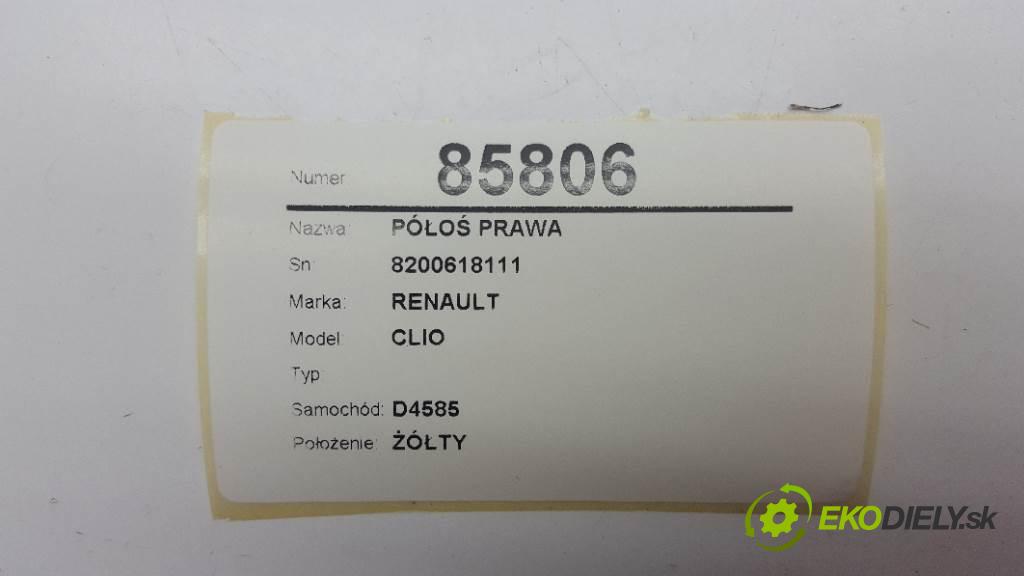 Numer 85806
Nazwa: PÓŁOŚ PRAWA
Sn: 8200618111
Marka: RENAULT
Model: CLIO
Typ:
Samochód: D4585
Położenie: ŻÓŁTY
EKODIELY.sk